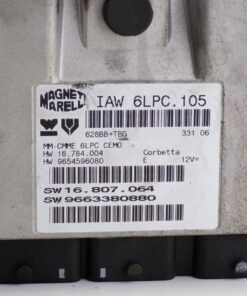 MAGNETI MARELLI IAW 6LPC.105
628BB+TBG 331 06
MM-CMME 6LPC CEMO
HW 16.784.004 Corbetta
HW 9654596080 E 12V=
SW 16.807.064
SW 9663380880